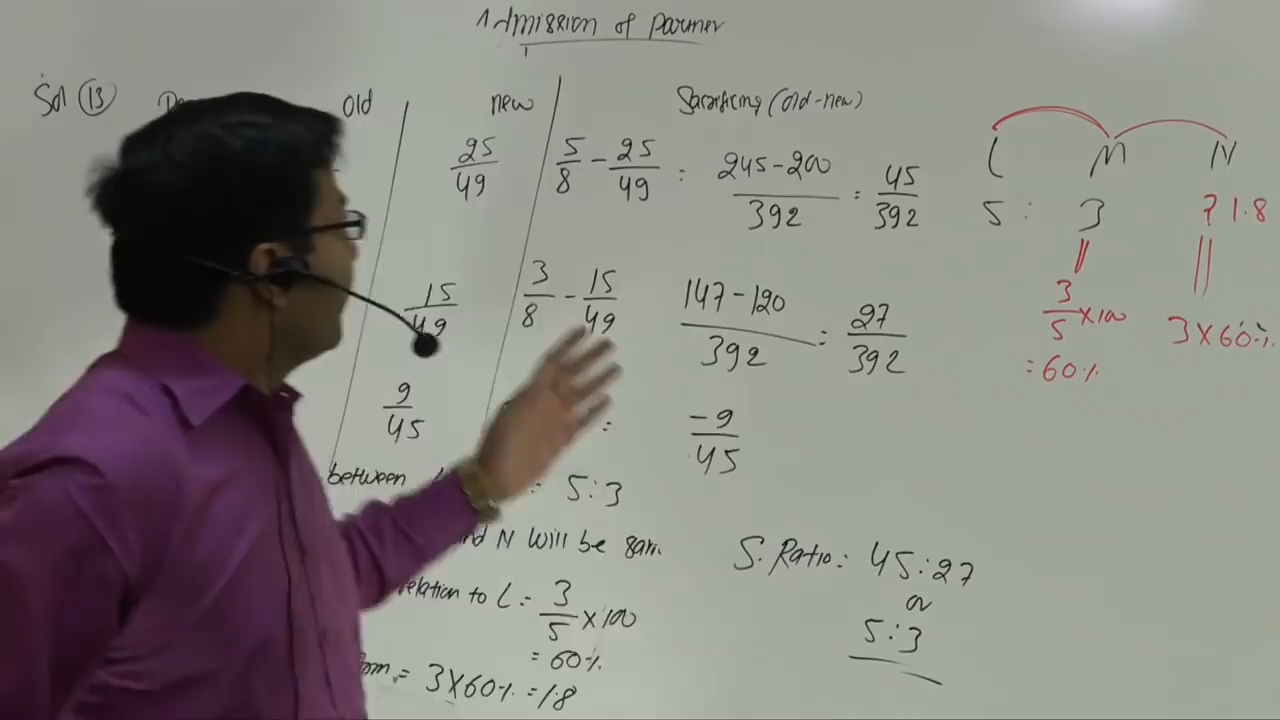 Admission of partner
Sol (13) old new Sacrificing (old-new)
25/49 5/8 - 25/49 : 245-200/392 : 45/392
15/49 3/8 - 15/49 147-120/392 : 27/392
9/45 : -9/45
between : 5:3
and N will be same.
relation to L = 3/5 x 100
= 60%
= 3 x 60% = 1.8
S. Ratio: 45:27
or
5:3
L M N
5 : 3 ? 1.8
3/5 x 100 3 x 60%
= 60%